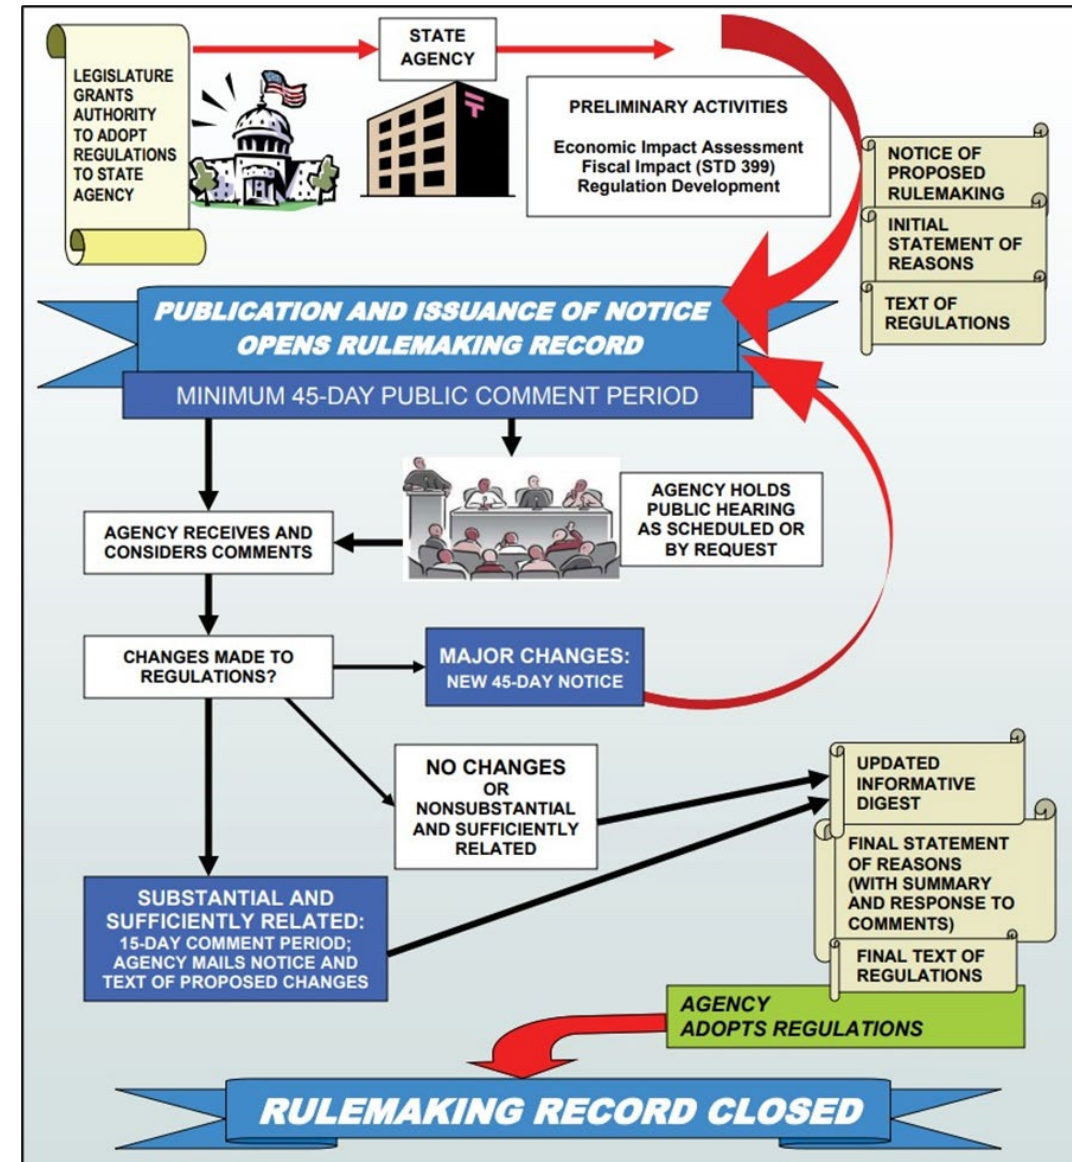 LEGISLATURE
GRANTS
AUTHORITY
TO ADOPT
REGULATIONS
TO STATE
AGENCY
STATE
AGENCY
PRELIMINARY ACTIVITIES
Economic Impact Assessment
Fiscal Impact (STD 399)
Regulation Development
NOTICE OF
PROPOSED
RULEMAKING
INITIAL
STATEMENT OF
REASONS
TEXT OF
REGULATIONS
PUBLICATION AND ISSUANCE OF NOTICE
OPENS RULEMAKING RECORD
MINIMUM 45-DAY PUBLIC COMMENT PERIOD
AGENCY HOLDS
PUBLIC HEARING
AS SCHEDULED OR
BY REQUEST
AGENCY RECEIVES AND
CONSIDERS COMMENTS
CHANGES MADE TO
REGULATIONS?
MAJOR CHANGES:
NEW 45-DAY NOTICE
NO CHANGES
OR
NONSUBSTANTIAL
AND SUFFICIENTLY
RELATED
SUBSTANTIAL AND
SUFFICIENTLY RELATED:
15-DAY COMMENT PERIOD;
AGENCY MAILS NOTICE AND
TEXT OF PROPOSED CHANGES
UPDATED
INFORMATIVE
DIGEST
FINAL STATEMENT
OF REASONS
(WITH SUMMARY
AND RESPONSE TO
COMMENTS)
FINAL TEXT OF
REGULATIONS
AGENCY
ADOPTS REGULATIONS
RULEMAKING RECORD CLOSED